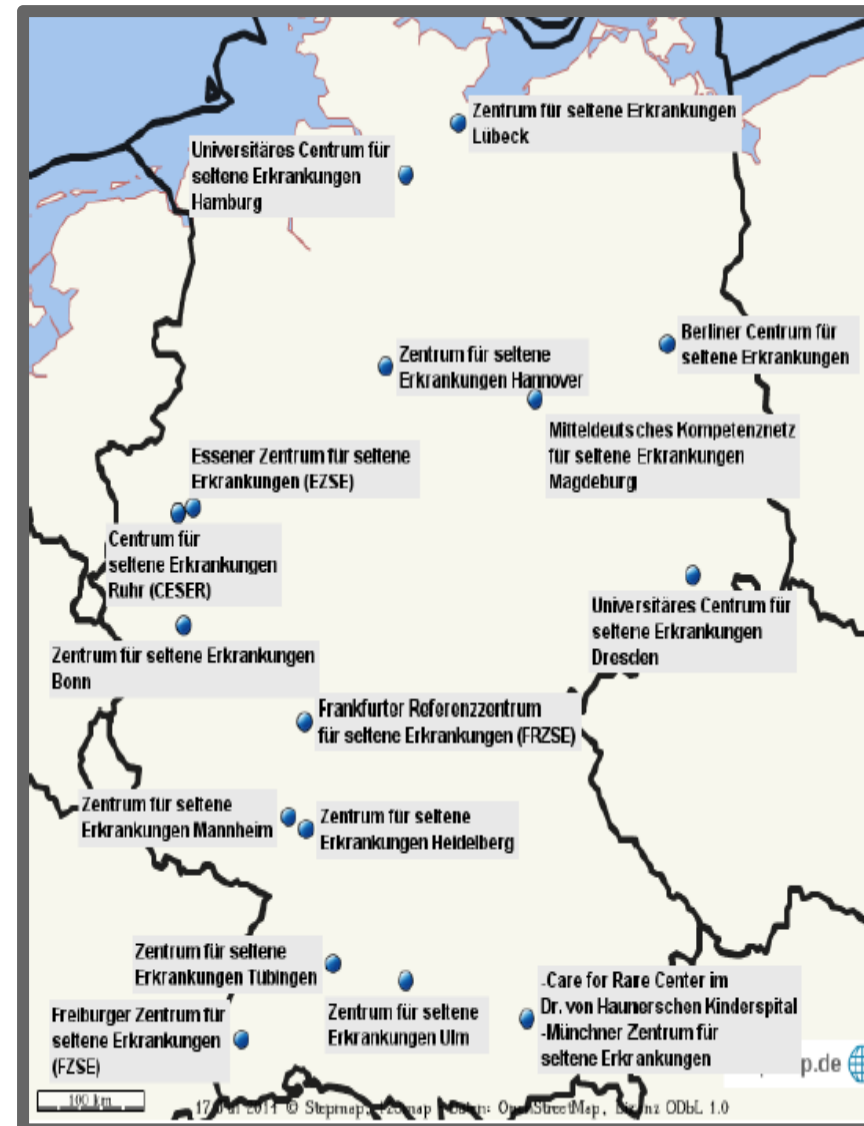 Zentrum für seltene Erkrankungen
Lübeck
Universitäres Centrum für
seltene Erkrankungen
Hamburg
Berliner Centrum für
seltene Erkrankungen
Zentrum für seltene
Erkrankungen Hannover
Mitteldeutsches Kompetenznetz
für seltene Erkrankungen
Magdeburg
Essener Zentrum für seltene
Erkrankungen (EZSE)
Centrum für
seltene Erkrankungen
Ruhr (CESER)
Universitäres Centrum für
seltene Erkrankungen
Dresden
Zentrum für seltene Erkrankungen
Bonn
Frankfurter Referenzzentrum
für seltene Erkrankungen (FRZSE)
Zentrum für seltene
Erkrankungen Mannheim
Zentrum für seltene
Erkrankungen Heidelberg
Zentrum für seltene
Erkrankungen Tübingen
Zentrum für seltene
Erkrankungen Ulm
-Care for Rare Center im
Dr. von Haunerschen Kinderspital
-Münchner Zentrum für
seltene Erkrankungen
Freiburger Zentrum für
seltene Erkrankungen
(FZSE)
p.de
100 km
2014 © Stepmap, : OpenStreetMap, ODbL 1.0